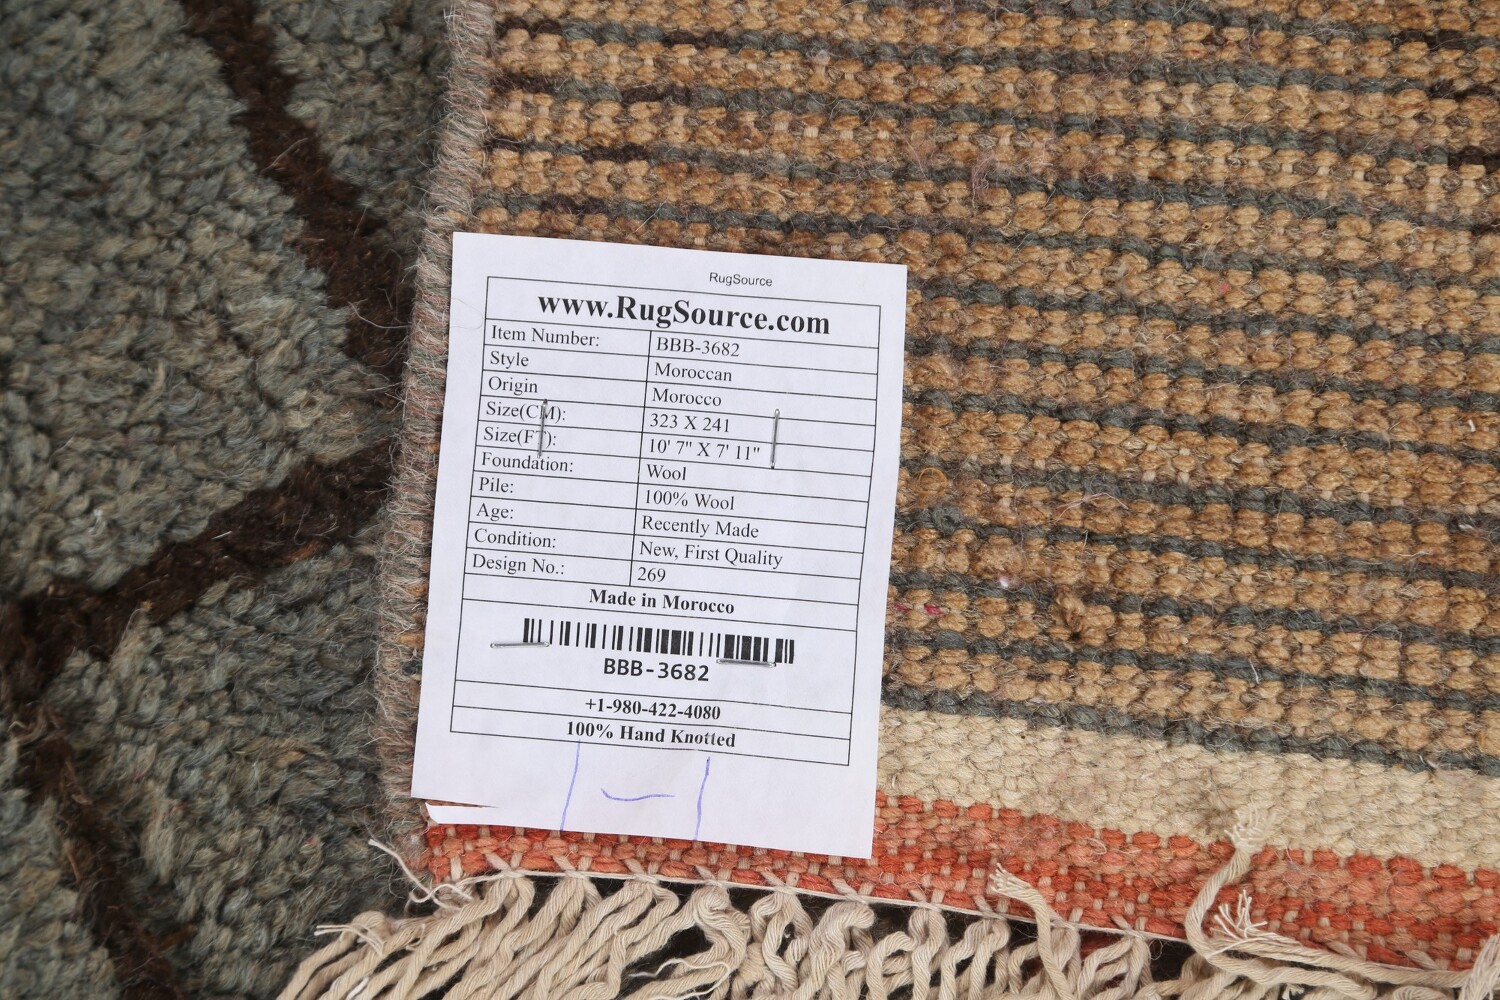 RugSource
www.RugSource.com
Item Number: BBB-3682
Style Moroccan
Origin Morocco
Size(CM): 323 X 241
Size(FT): 10' 7" X 7' 11"
Foundation: Wool
Pile: 100% Wool
Age: Recently Made
Condition: New, First Quality
Design No.: 269
Made in Morocco
BBB-3682
+1-980-422-4080
100% Hand Knotted